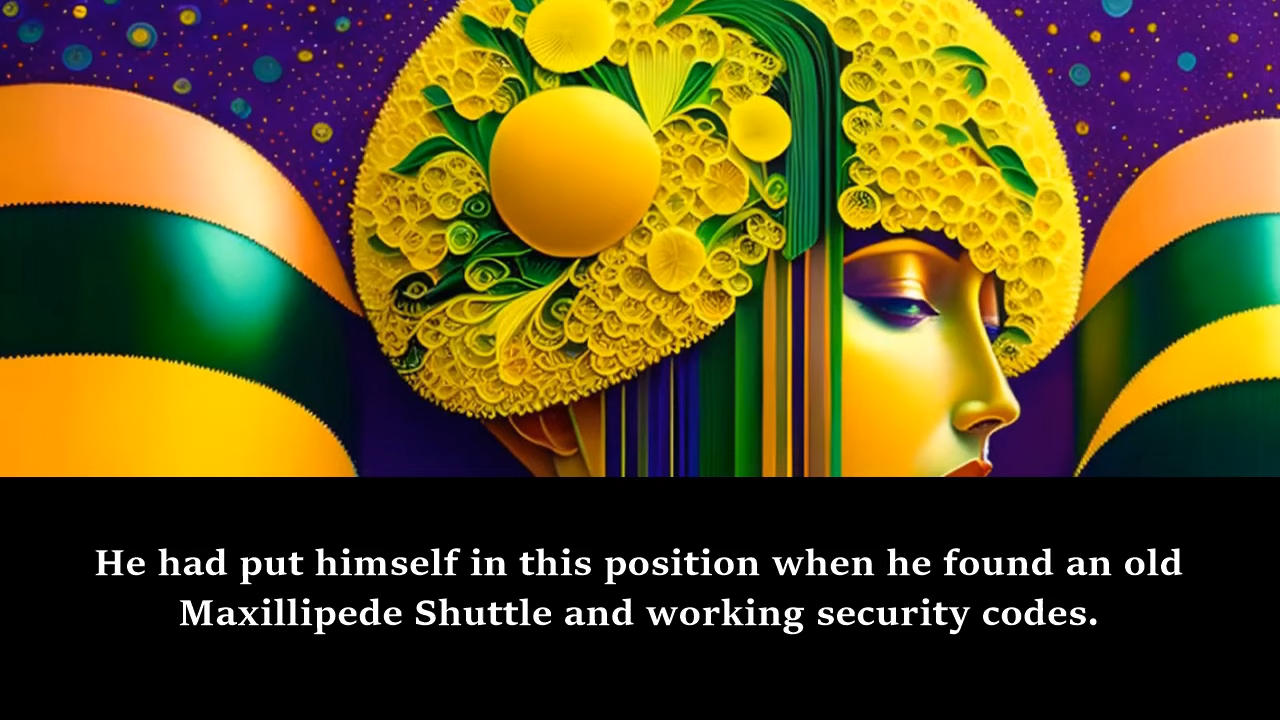 He had put himself in this position when he found an old
Maxillipede Shuttle and working security codes.